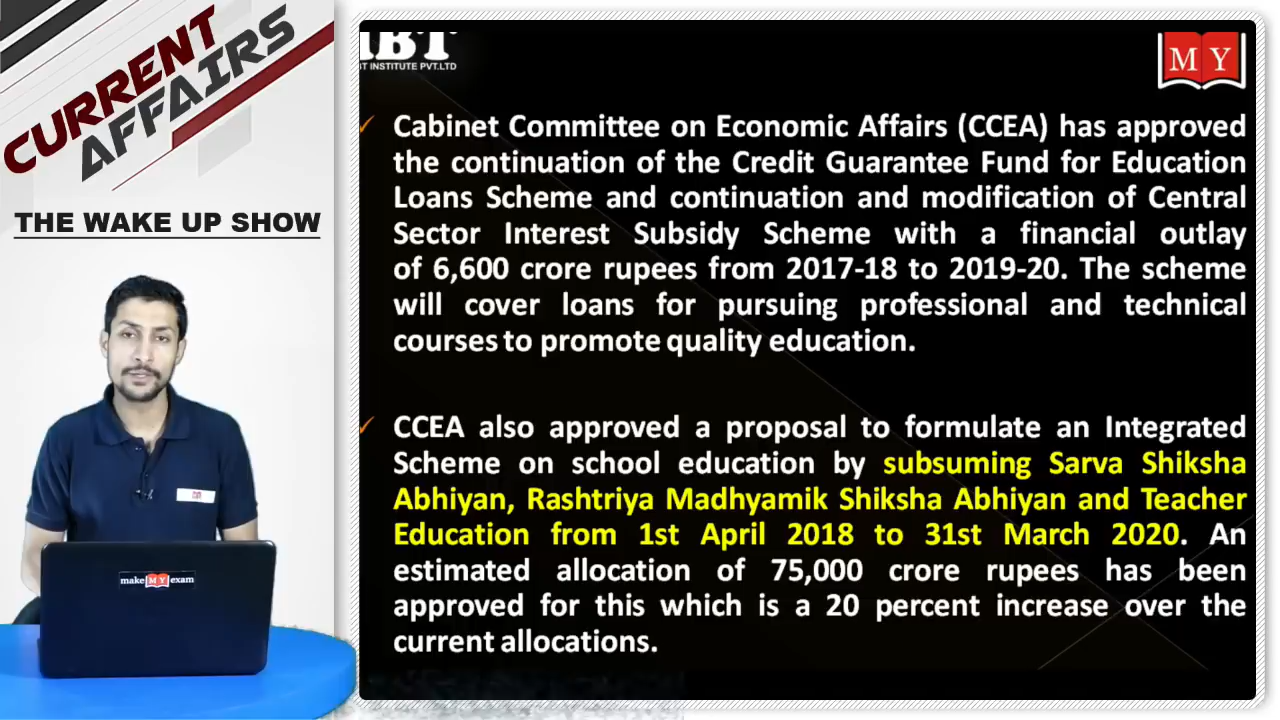 CURRENT
AFFAIRS
THE WAKE UP SHOW
make MY exam
IBT
INSTITUTE PVT.LTD
M Y
Cabinet Committee on Economic Affairs (CCEA) has approved
the continuation of the Credit Guarantee Fund for Education
Loans Scheme and continuation and modification of Central
Sector Interest Subsidy Scheme with a financial outlay
of 6,600 crore rupees from 2017-18 to 2019-20. The scheme
will cover loans for pursuing professional and technical
courses to promote quality education.
CCEA also approved a proposal to formulate an Integrated
Scheme on school education by subsuming Sarva Shiksha
Abhiyan, Rashtriya Madhyamik Shiksha Abhiyan and Teacher
Education from 1st April 2018 to 31st March 2020. An
estimated allocation of 75,000 crore rupees has been
approved for this which is a 20 percent increase over the
current allocations.